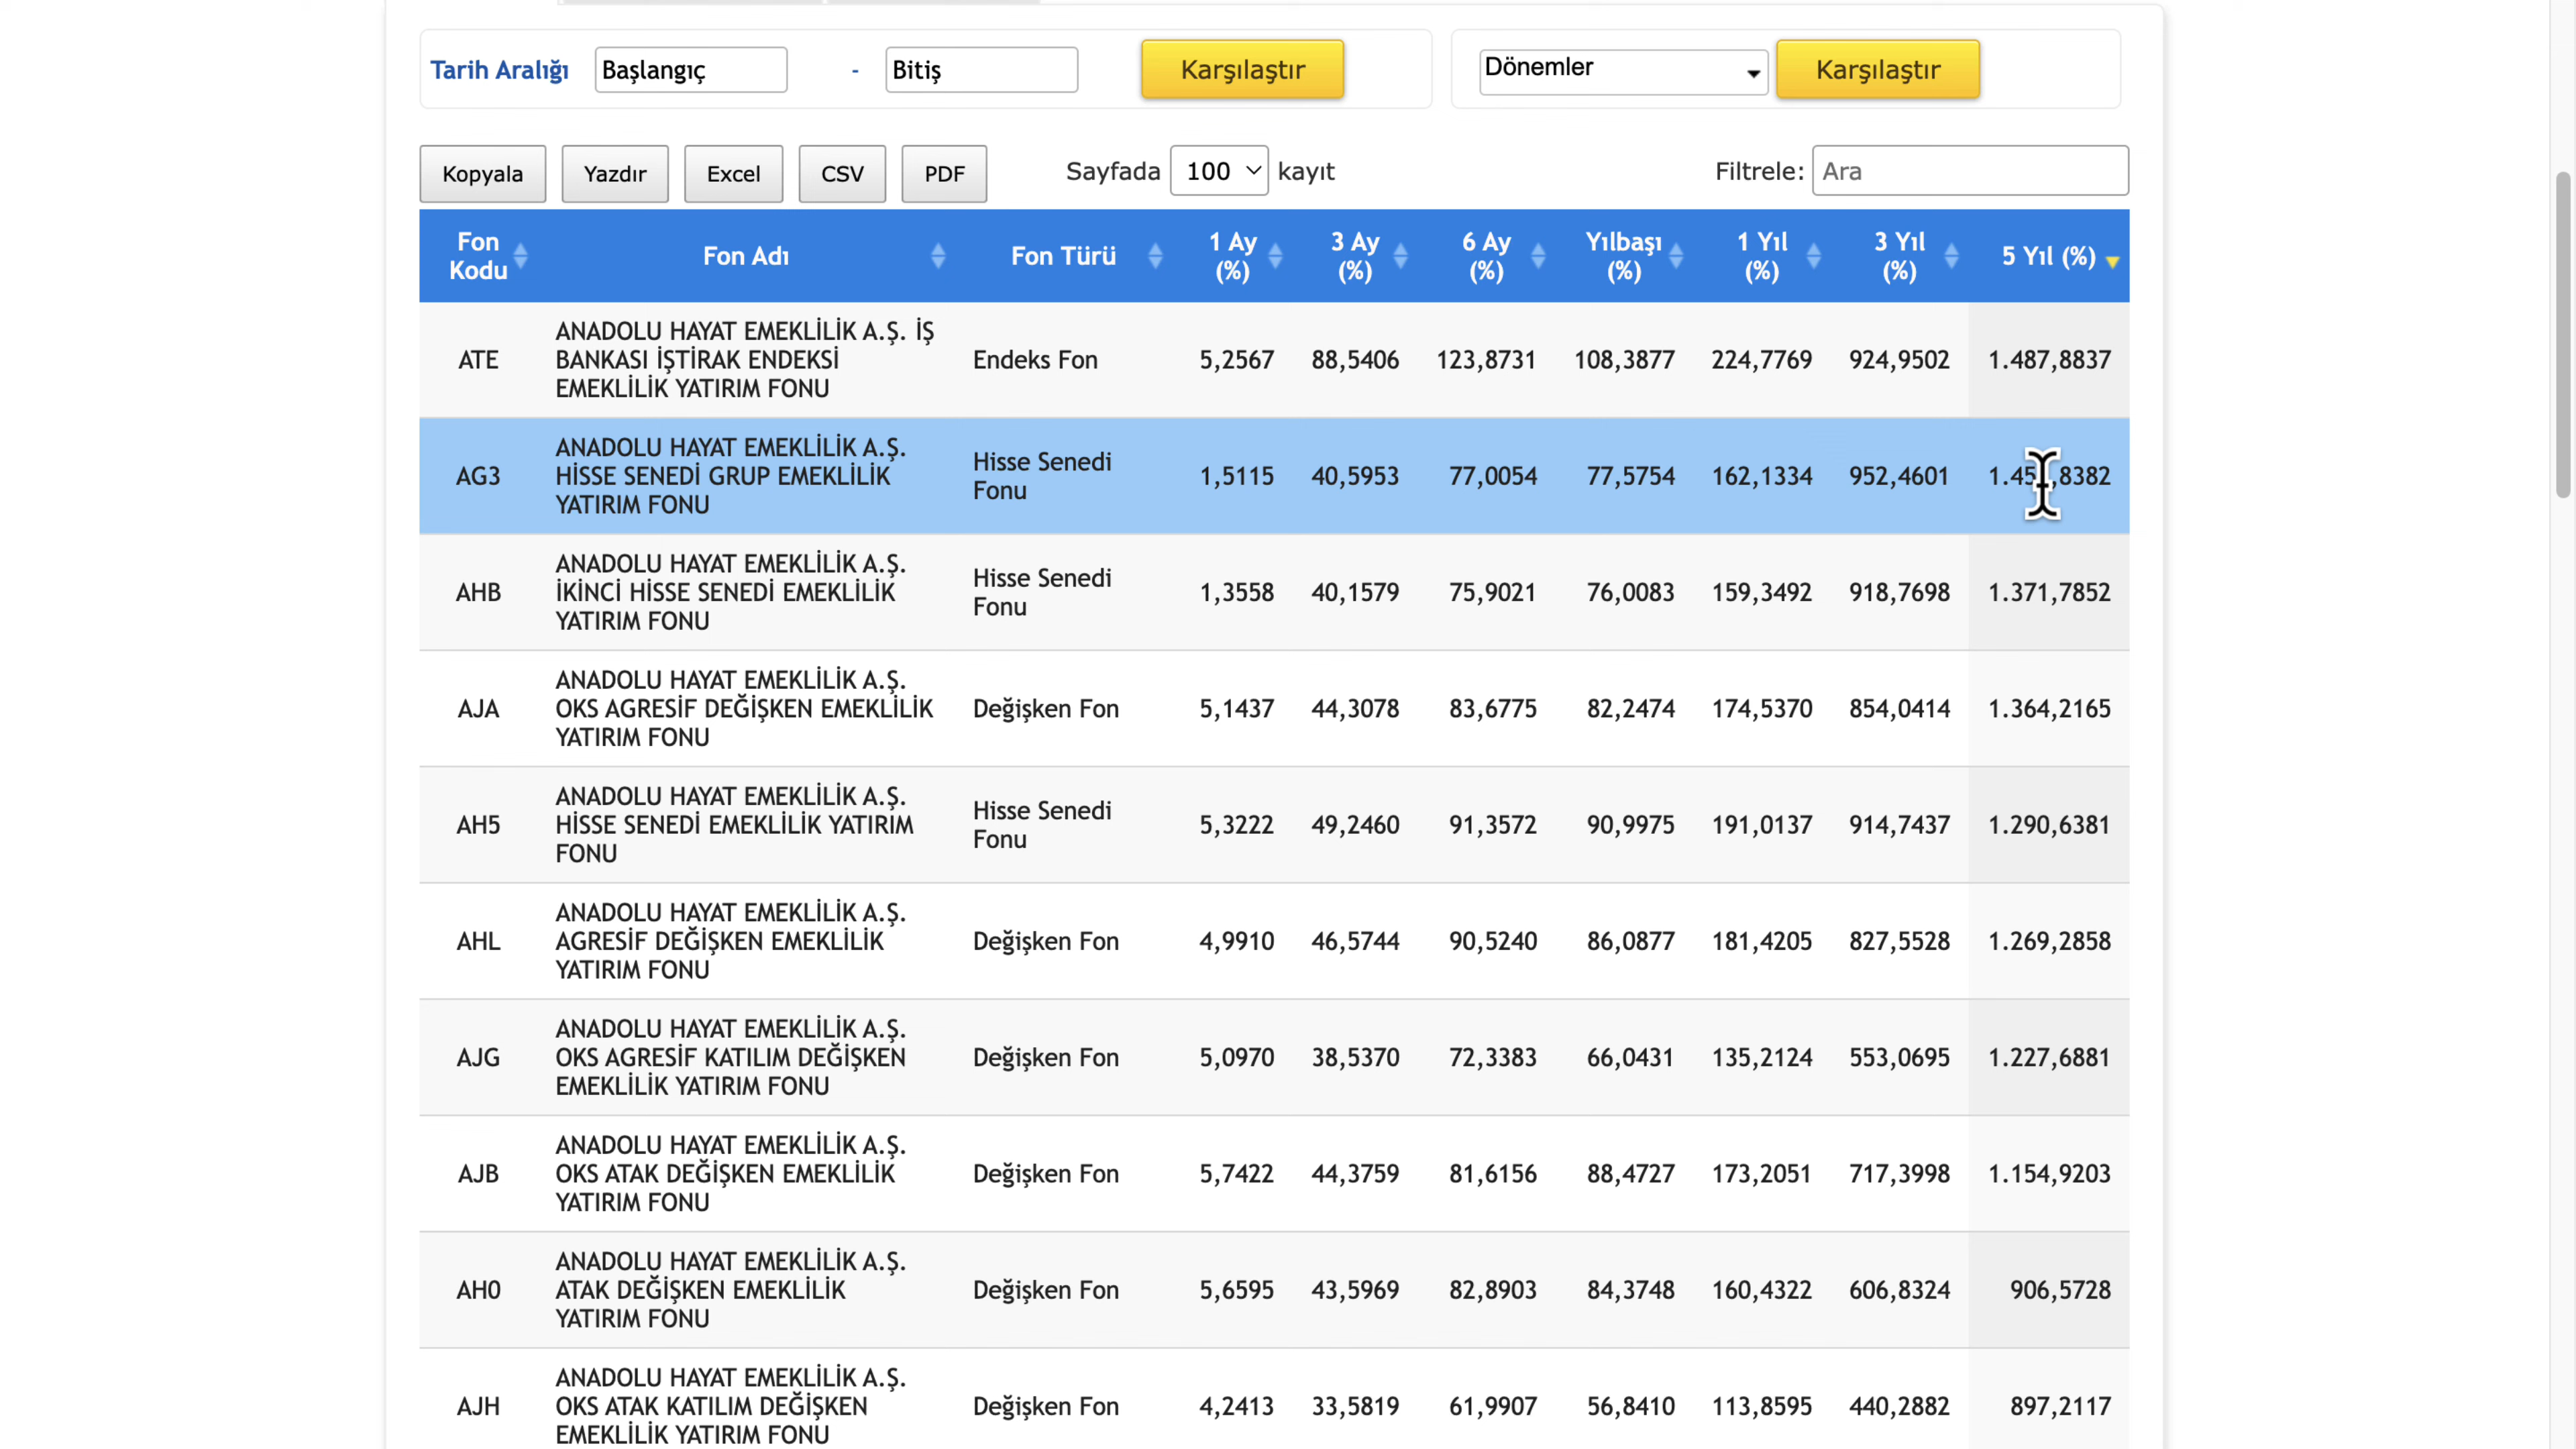 Tarih Aralığı Başlangıç - Bitiş Karşılaştır Dönemler Karşılaştır
Kopyala Yazdır Excel CSV PDF Sayfada 100 kayıt Filtrele: Ara
Fon Kodu Fon Adı Fon Türü 1 Ay (%) 3 Ay (%) 6 Ay (%) Yılbaşı (%) 1 Yıl (%) 3 Yıl (%) 5 Yıl (%)
ANADOLU HAYAT EMEKLİLİK A.Ş. İŞ
ATE BANKASI İŞTİRAK ENDEKSİ Endeks Fon 5,2567 88,5406 123,8731 108,3877 224,7769 924,9502 1.487,8837
EMEKLİLİK YATIRIM FONU
ANADOLU HAYAT EMEKLİLİK A.Ş.
AG3 HİSSE SENEDİ GRUP EMEKLİLİK Hisse Senedi Fonu 1,5115 40,5953 77,0054 77,5754 162,1334 952,4601
YATIRIM FONU
ANADOLU HAYAT EMEKLİLİK A.Ş.
AHB İKİNCİ HİSSE SENEDİ EMEKLİLİK Hisse Senedi Fonu 1,3558 40,1579 75,9021 76,0083 159,3492 918,7698 1.371,7852
YATIRIM FONU
ANADOLU HAYAT EMEKLİLİK A.Ş.
AJA OKS AGRESİF DEĞİŞKEN EMEKLİLİK Değişken Fon 5,1437 44,3078 83,6775 82,2474 174,5370 854,0414 1.364,2165
YATIRIM FONU
ANADOLU HAYAT EMEKLİLİK A.Ş.
AH5 HİSSE SENEDİ EMEKLİLİK YATIRIM Hisse Senedi Fonu 5,3222 49,2460 91,3572 90,9975 191,0137 914,7437 1.290,6381
FONU
ANADOLU HAYAT EMEKLİLİK A.Ş.
AHL AGRESİF DEĞİŞKEN EMEKLİLİK Değişken Fon 4,9910 46,5744 90,5240 86,0877 181,4205 827,5528 1.269,2858
YATIRIM FONU
ANADOLU HAYAT EMEKLİLİK A.Ş.
AJG OKS AGRESİF KATILIM DEĞİŞKEN Değişken Fon 5,0970 38,5370 72,3383 66,0431 135,2124 553,0695 1.227,6881
EMEKLİLİK YATIRIM FONU
ANADOLU HAYAT EMEKLİLİK A.Ş.
AJB OKS ATAK DEĞİŞKEN EMEKLİLİK Değişken Fon 5,7422 44,3759 81,6156 88,4727 173,2051 717,3998 1.154,9203
YATIRIM FONU
ANADOLU HAYAT EMEKLİLİK A.Ş.
AH0 ATAK DEĞİŞKEN EMEKLİLİK Değişken Fon 5,6595 43,5969 82,8903 84,3748 160,4322 606,8324 906,5728
YATIRIM FONU
ANADOLU HAYAT EMEKLİLİK A.Ş.
AJH OKS ATAK KATILIM DEĞİŞKEN Değişken Fon 4,2413 33,5819 61,9907 56,8410 113,8595 440,2882 897,2117
EMEKLİLİK YATIRIM FONU